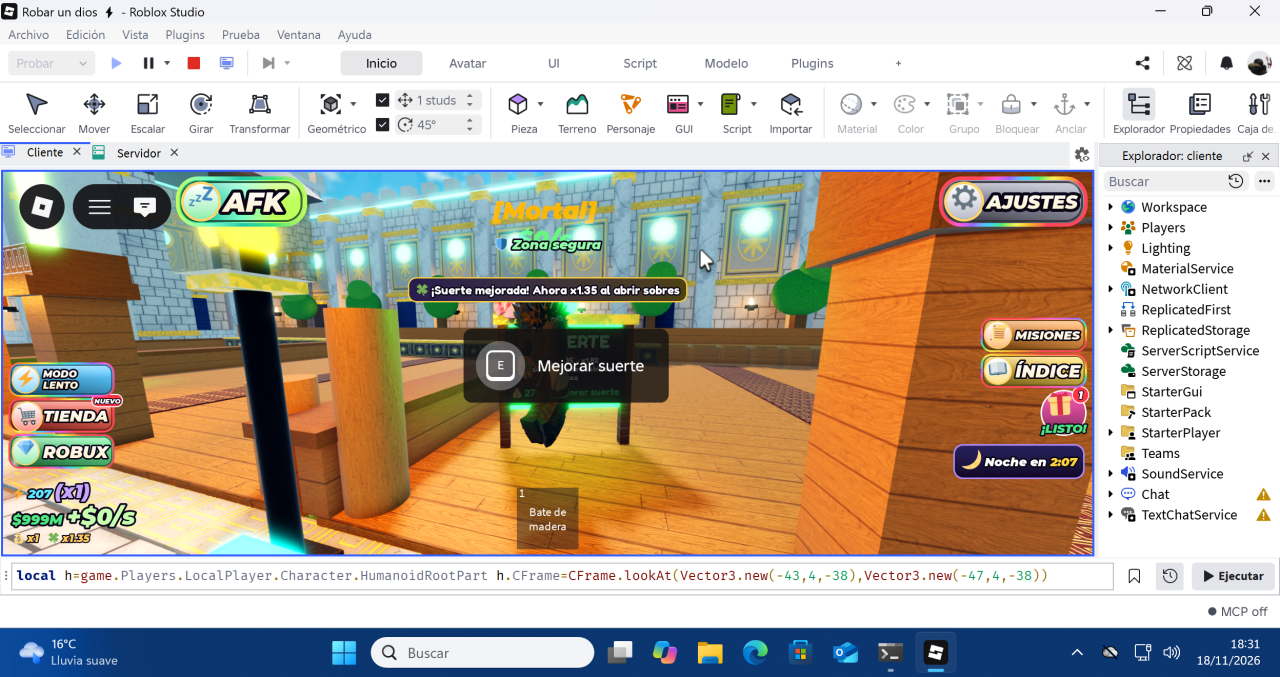 Robar un dios ⚡ - Roblox Studio
Archivo Edición Vista Plugins Prueba Ventana Ayuda
Probar Inicio Avatar UI Script Modelo Plugins +
1 studs
45°
Seleccionar Mover Escalar Girar Transformar Geométrico Pieza Terreno Personaje GUI Script Importar Material Color Grupo Bloquear Anclar Explorador Propiedades Caja de
Cliente Servidor
Explorador: cliente
Buscar
Workspace
Players
Lighting
MaterialService
NetworkClient
ReplicatedFirst
ReplicatedStorage
ServerScriptService
ServerStorage
StarterGui
StarterPack
StarterPlayer
Teams
SoundService
Chat
TextChatService
zzZ AFK
AJUSTES
[Mortal]
Zona segura
¡Suerte mejorada! Ahora x1.35 al abrir sobres
ERTE
E Mejorar suerte
MISIONES
ÍNDICE
1
¡LISTO!
Noche en 2:07
MODO
LENTO
NUEVO
TIENDA
ROBUX
207 (x1)
$999M +$0/s
x1 x1.35
1
Bate de
madera
local h=game.Players.LocalPlayer.Character.HumanoidRootPart h.CFrame=CFrame.lookAt(Vector3.new(-43,4,-38),Vector3.new(-47,4,-38))
Ejecutar
MCP off
16°C
Lluvia suave
Buscar
18:31
18/11/2026